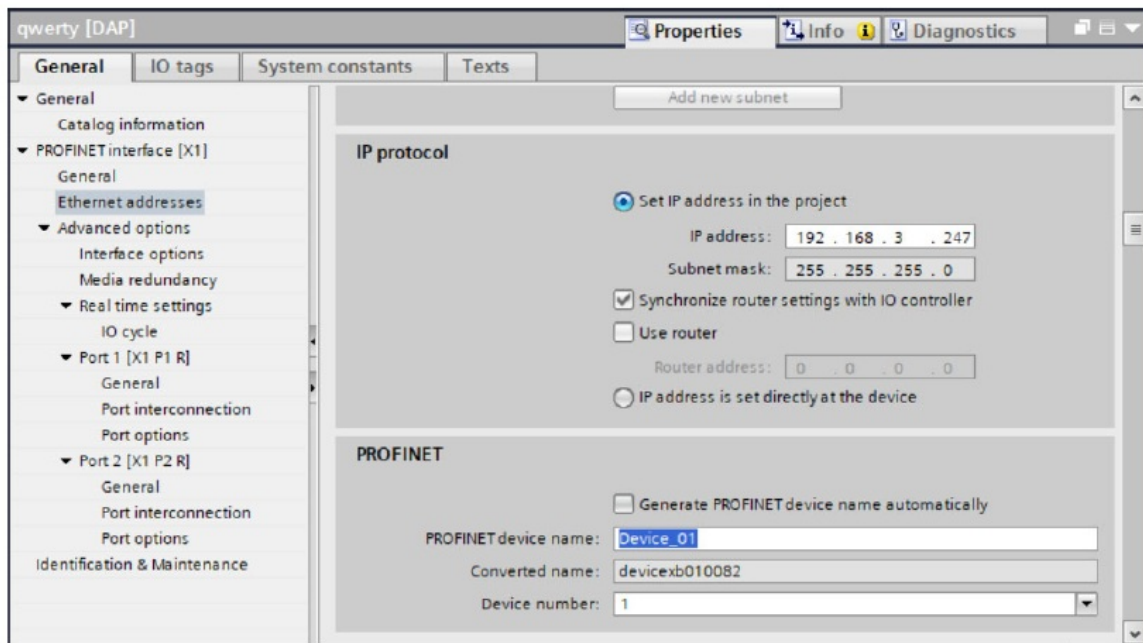 qwerty [DAP]
Properties
Info
Diagnostics
General
IO tags
System constants
Texts
General
Catalog information
PROFINET interface [X1]
General
Ethernet addresses
Advanced options
Interface options
Media redundancy
Real time settings
IO cycle
Port 1 [X1 P1 R]
General
Port interconnection
Port options
Port 2 [X1 P2 R]
General
Port interconnection
Port options
Identification & Maintenance
Add new subnet
IP protocol
Set IP address in the project
IP address: 192 . 168 . 3 . 247
Subnet mask: 255 . 255 . 255 . 0
Synchronize router settings with IO controller
Use router
Router address: 0 . 0 . 0 . 0
IP address is set directly at the device
PROFINET
Generate PROFINET device name automatically
PROFINET device name: Device_01
Converted name: devicexb010082
Device number: 1